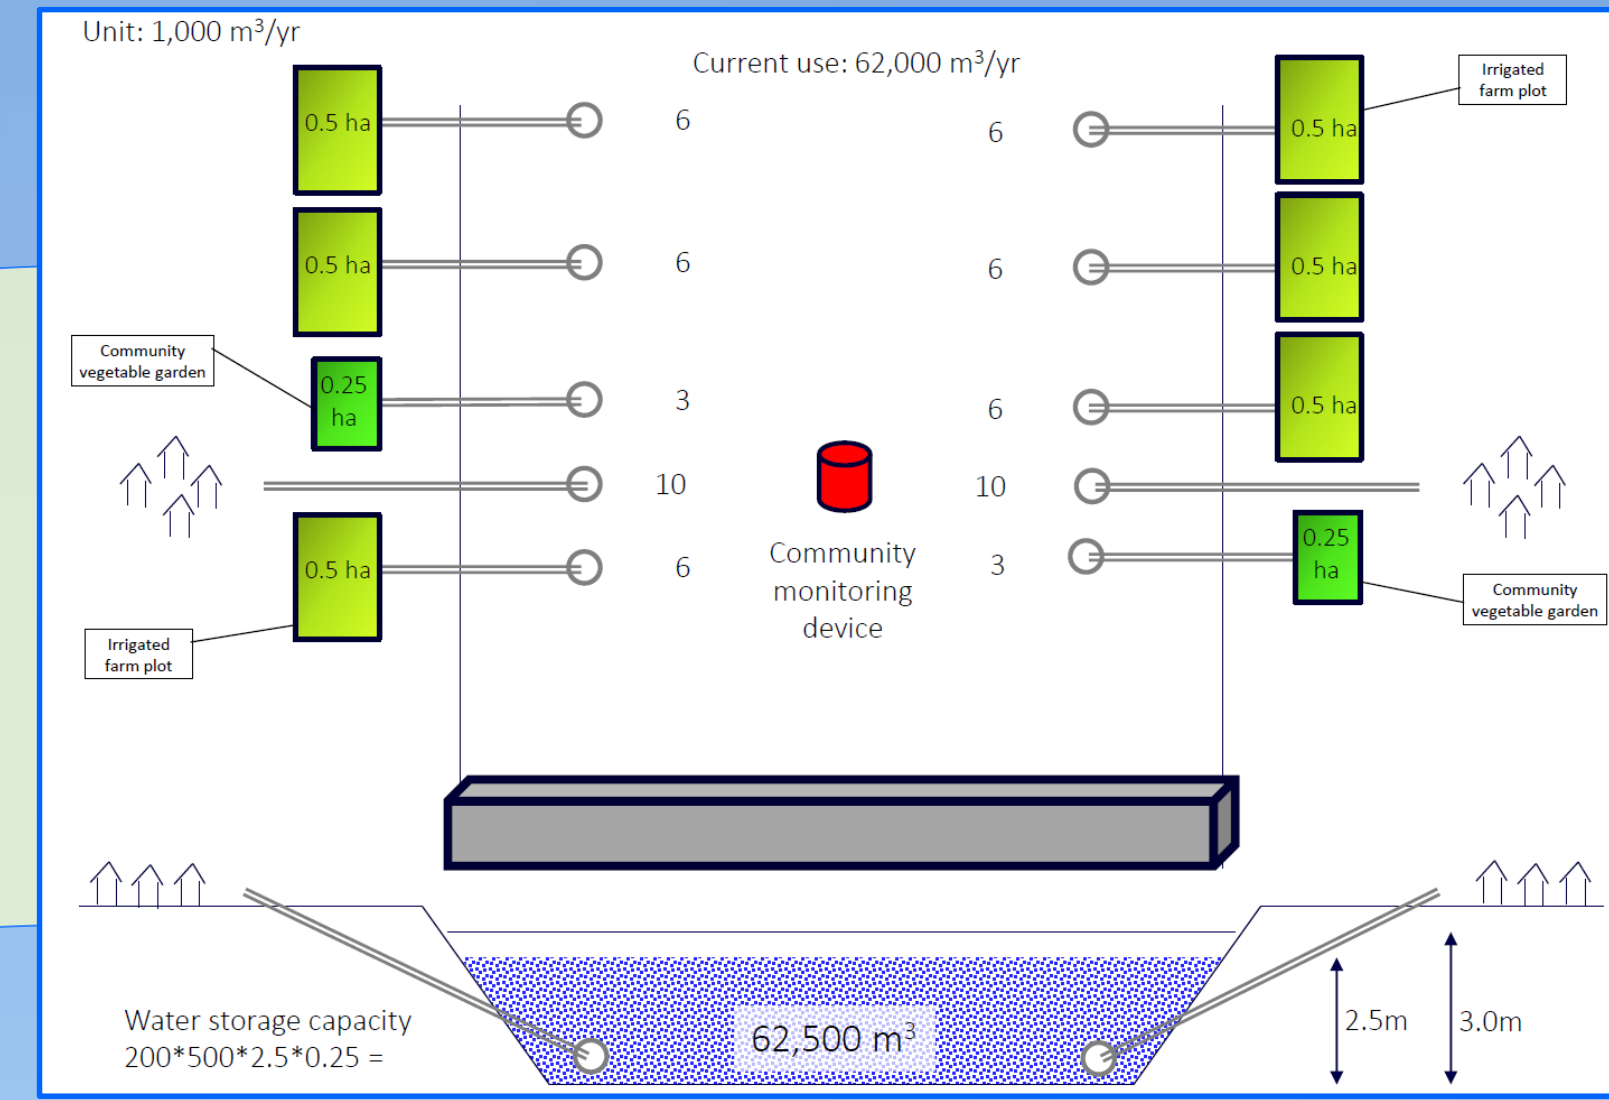 Unit: 1,000 m³/yr
Current use: 62,000 m³/yr
Irrigated
farm plot
0.5 ha
6
6
0.5 ha
0.5 ha
6
6
0.5 ha
Community
vegetable garden
0.25
ha
3
6
0.5 ha
10
10
0.5 ha
6
Community
monitoring
device
3
0.25
ha
Community
vegetable garden
Irrigated
farm plot
Water storage capacity
200*500*2.5*0.25 =
62,500 m³
2.5m
3.0m